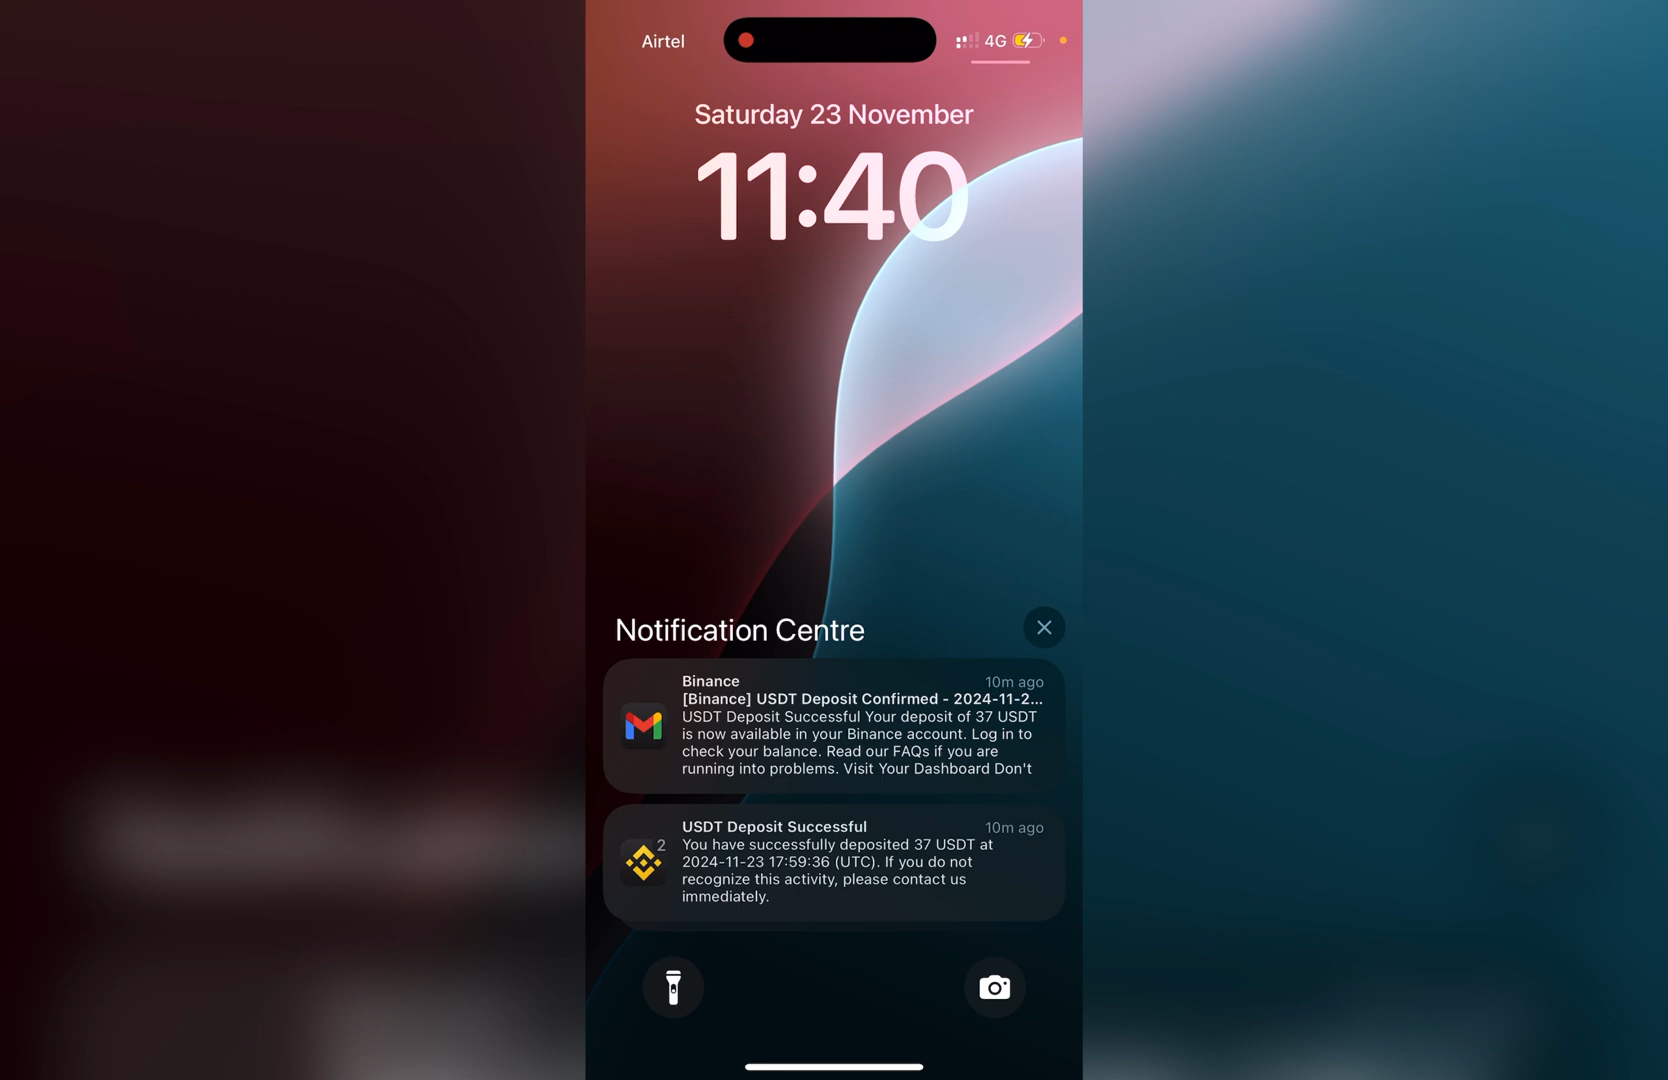 Airtel
4G
Saturday 23 November
11:40
Notification Centre
Binance 10m ago
[Binance] USDT Deposit Confirmed - 2024-11-2...
USDT Deposit Successful Your deposit of 37 USDT
is now available in your Binance account. Log in to
check your balance. Read our FAQs if you are
running into problems. Visit Your Dashboard Don't
USDT Deposit Successful 10m ago
2
You have successfully deposited 37 USDT at
2024-11-23 17:59:36 (UTC). If you do not
recognize this activity, please contact us
immediately.